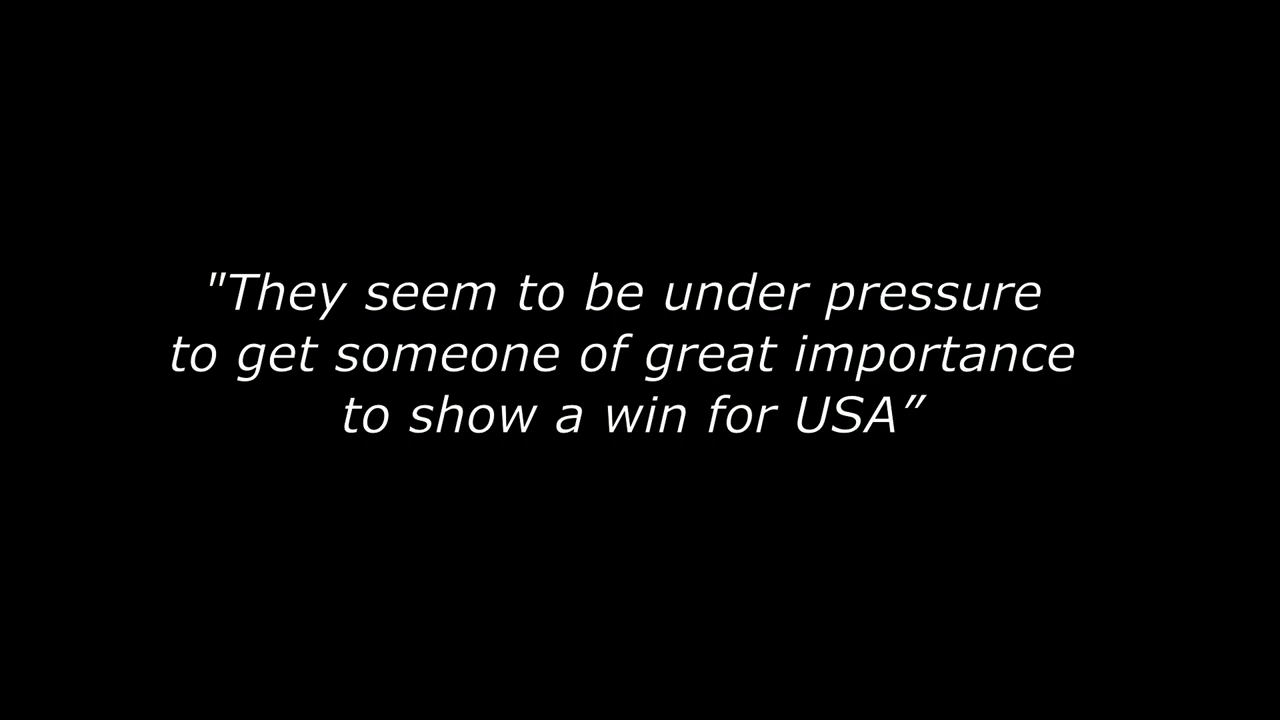 "They seem to be under pressure
to get someone of great importance
to show a win for USA”